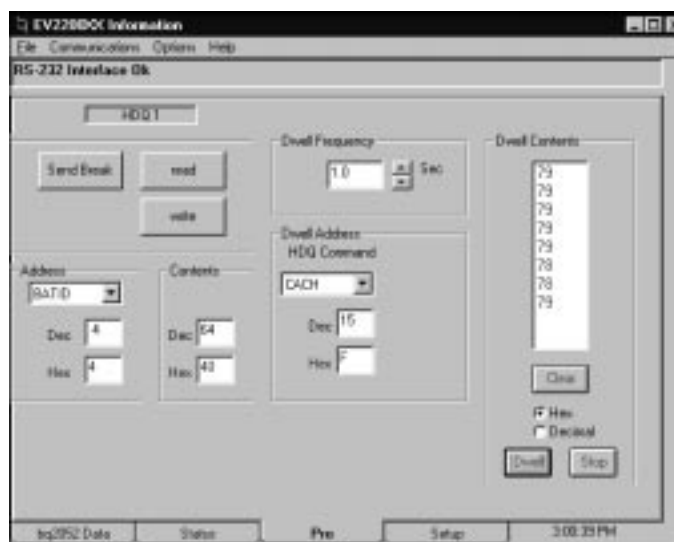 EV2200XX Information
File Communications Options Help
RS-232 Interface Ok
HDQ1
Send Break read
write
Address
BATID
Dec 4
Hex 4
Contents
Dec 64
Hex 40
Dwell Frequency
1.0 Sec
Dwell Address
HDQ Command
CACH
Dec 15
Hex F
Dwell Contents
79
79
79
79
79
78
78
79
Clear
Hex
Decimal
Dwell Stop
bq2052 Data Status Pro Setup 3:08:39 PM